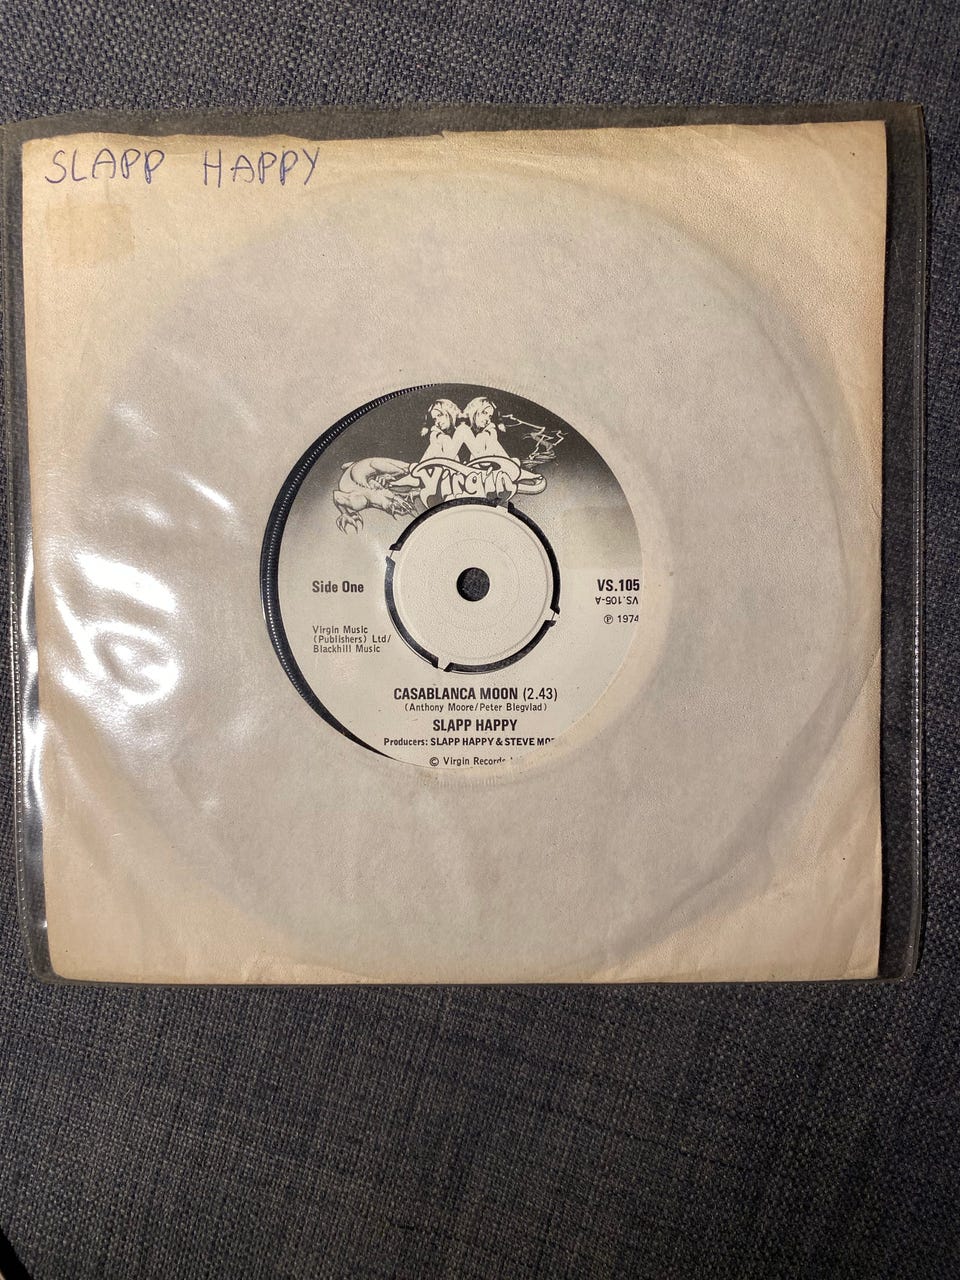 SLAPP HAPPY
Virgin
Side One
VS.105
VS.105-A
℗ 1974
Virgin Music
(Publishers) Ltd/
Blackhill Music
CASABLANCA MOON (2.43)
(Anthony Moore/Peter Blegvlad)
SLAPP HAPPY
Producers: SLAPP HAPPY & STEVE
© Virgin Records